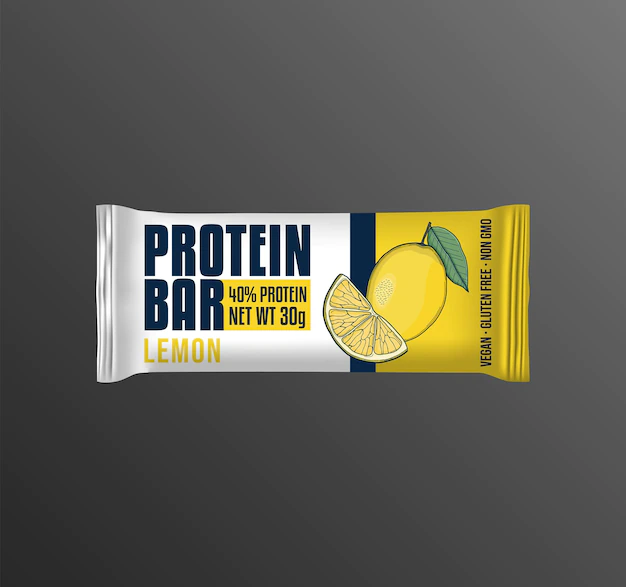 PROTEIN
BAR
40% PROTEIN
NET WT 30g
LEMON
VEGAN · GLUTEN FREE · NON GMO